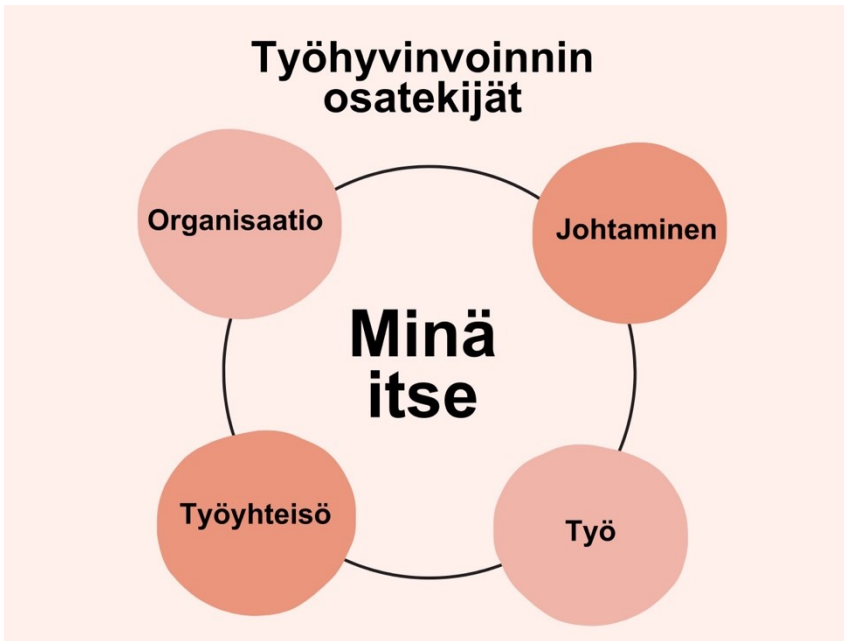 Työhyvinvoinnin
osatekijät
Organisaatio
Johtaminen
Minä
itse
Työyhteisö
Työ